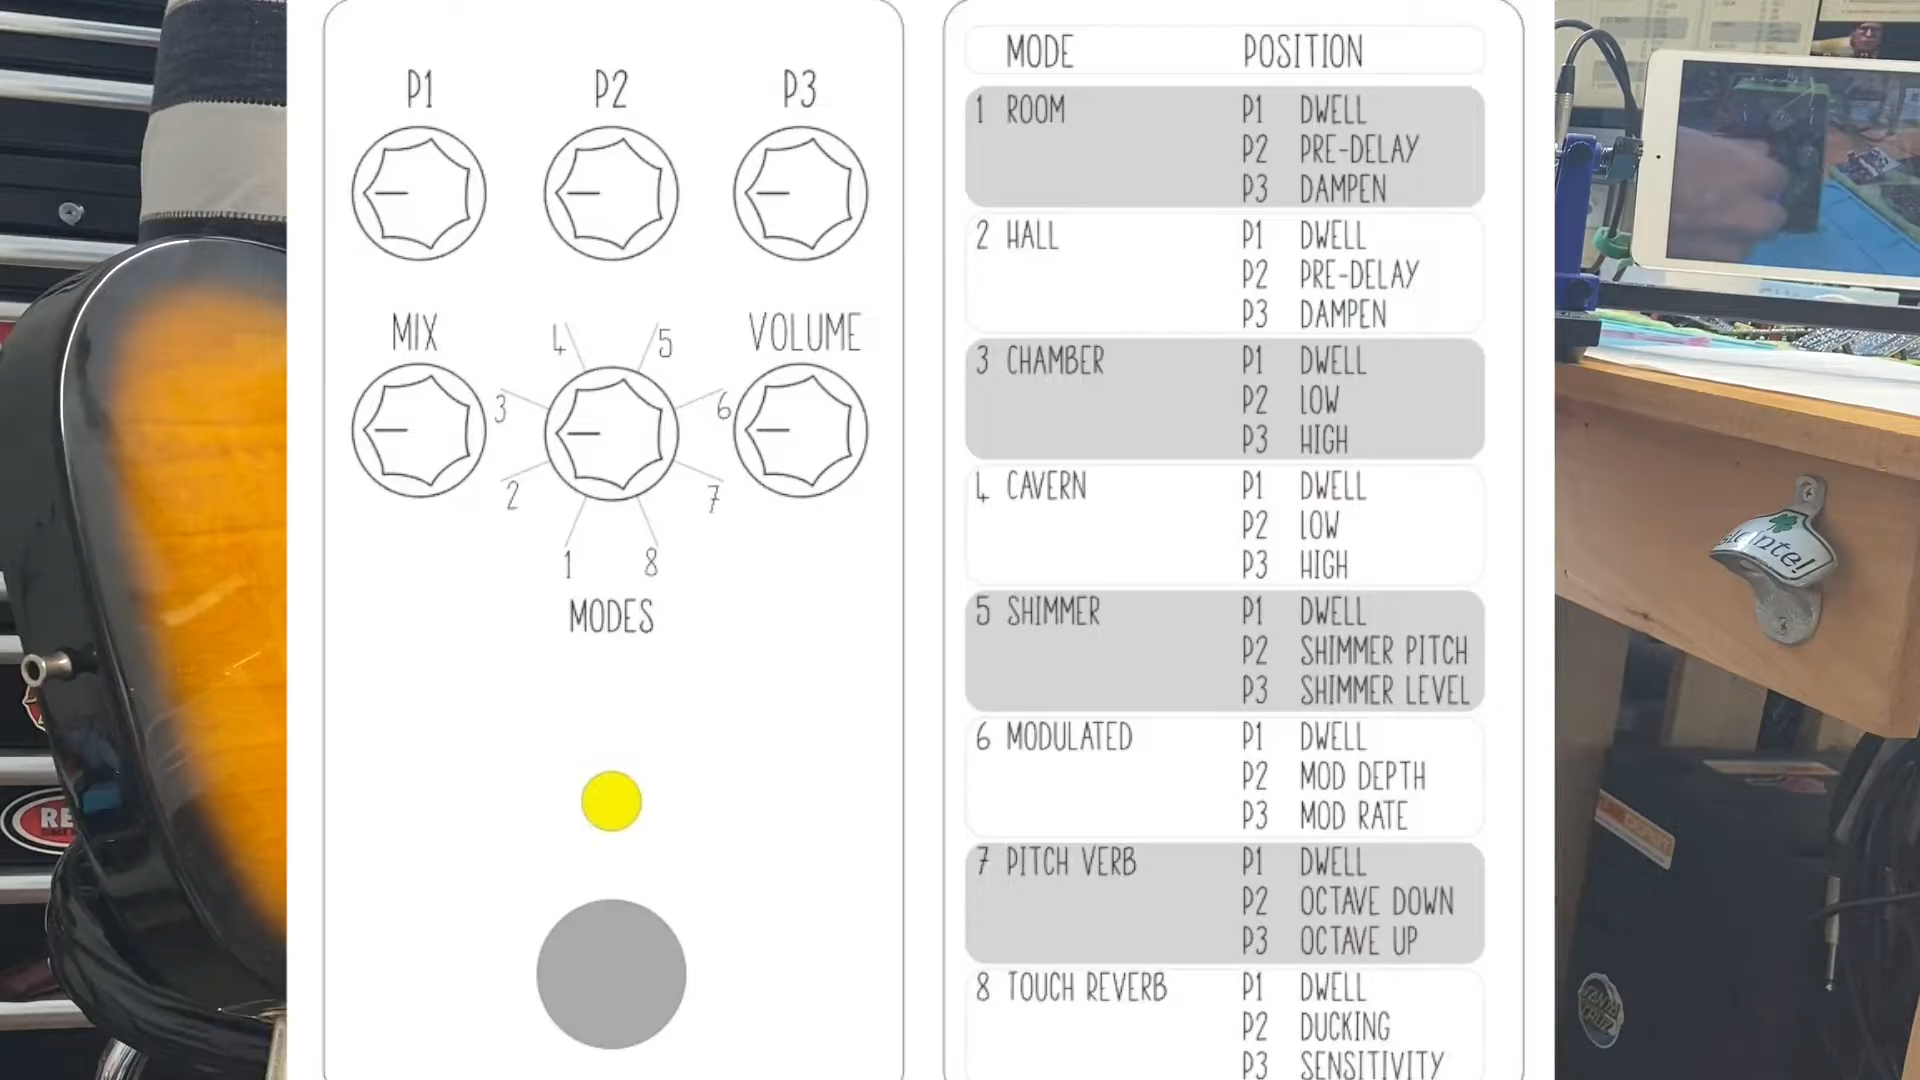 P1 P2 P3
MIX VOLUME
4 5
3 6
2 7
1 8
MODES
MODE POSITION
1 ROOM P1 DWELL
P2 PRE-DELAY
P3 DAMPEN
2 HALL P1 DWELL
P2 PRE-DELAY
P3 DAMPEN
3 CHAMBER P1 DWELL
P2 LOW
P3 HIGH
4 CAVERN P1 DWELL
P2 LOW
P3 HIGH
5 SHIMMER P1 DWELL
P2 SHIMMER PITCH
P3 SHIMMER LEVEL
6 MODULATED P1 DWELL
P2 MOD DEPTH
P3 MOD RATE
7 PITCH VERB P1 DWELL
P2 OCTAVE DOWN
P3 OCTAVE UP
8 TOUCH REVERB P1 DWELL
P2 DUCKING
P3 SENSITIVITY
RE
SANTA
CRUZ